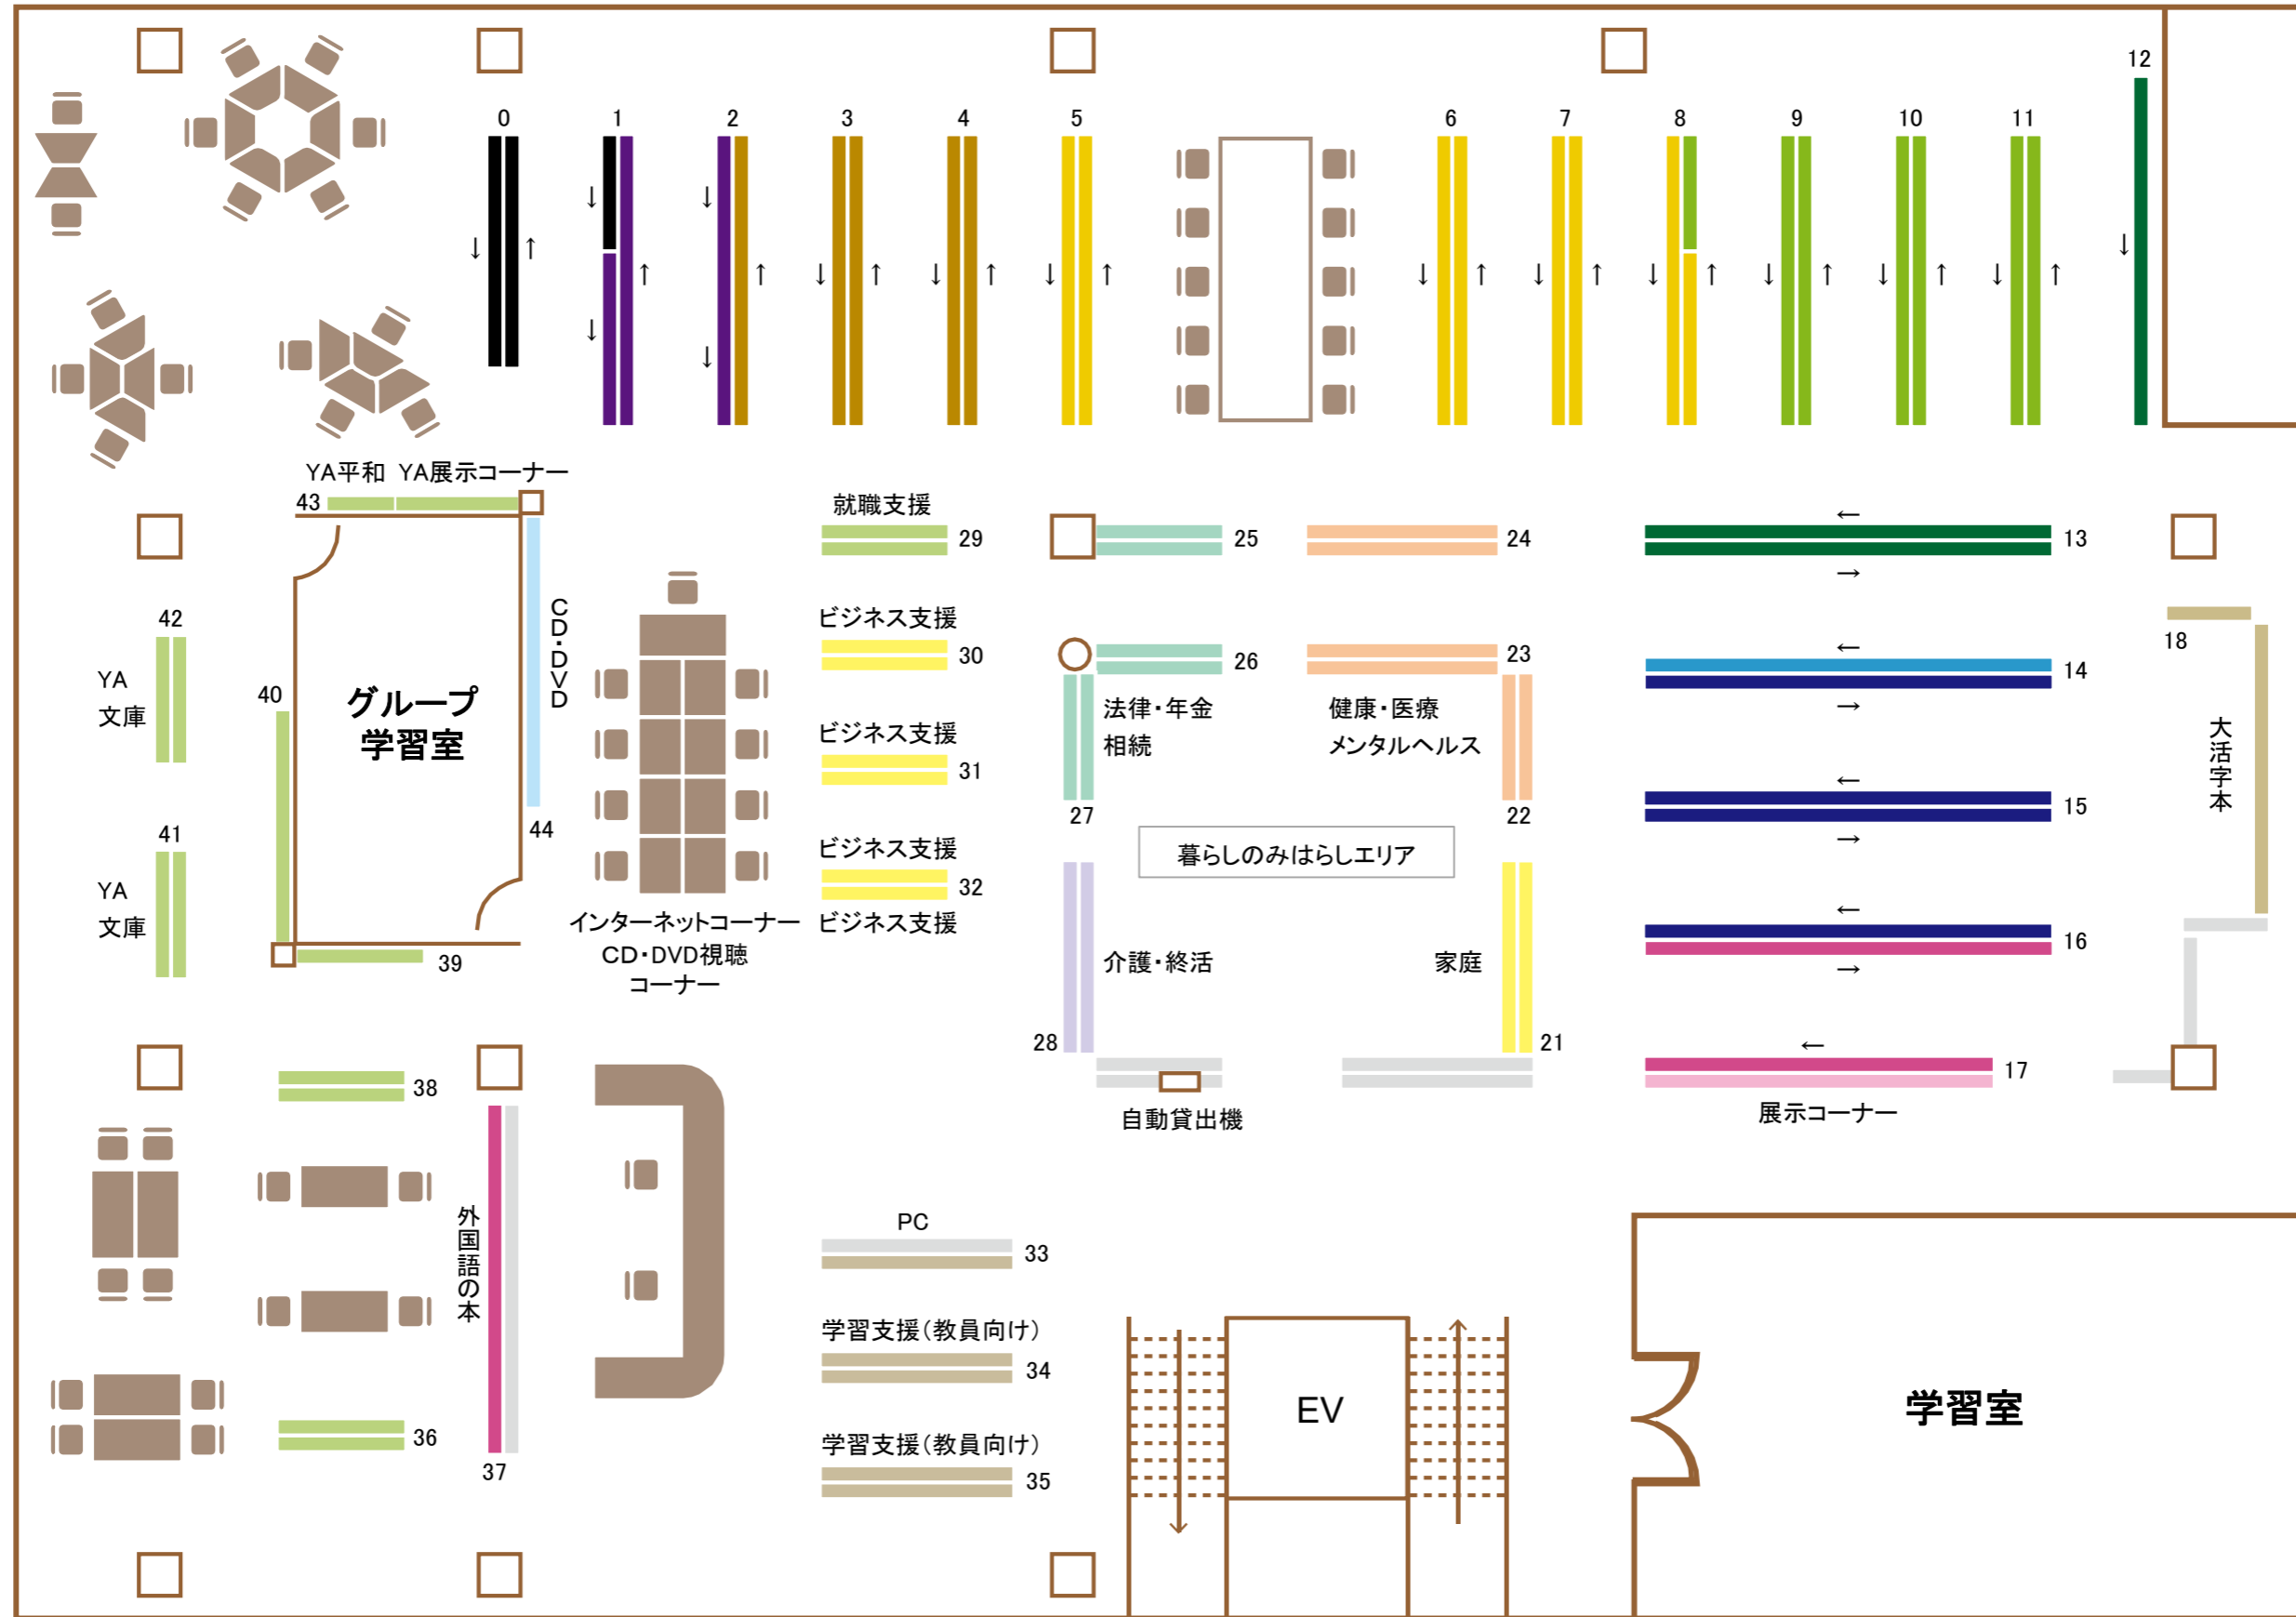 12
0
1
2
3
4
5
6
7
8
9
10
11
↓
↑
↓
↓
↑
↓
↓
↑
↓
↑
↓
↑
↓
↑
↓
↑
↓
↑
↓
↑
↓
↑
↓
↑
↓
↑
↓
YA平和 YA展示コーナー
43
就職支援
29
25
24
←
13
→
42
YA
文庫
40
グループ
学習室
CD・DVD
44
ビジネス支援
30
26
23
←
14
→
18
大活字本
法律・年金
相続
健康・医療
メンタルヘルス
ビジネス支援
31
27
22
←
15
→
41
YA
文庫
暮らしのみはらしエリア
ビジネス支援
32
ビジネス支援
インターネットコーナー
CD・DVD視聴
コーナー
39
介護・終活
家庭
←
16
→
28
21
←
17
自動貸出機
展示コーナー
38
外国語の本
37
36
PC
33
学習支援(教員向け)
34
学習支援(教員向け)
35
EV
学習室